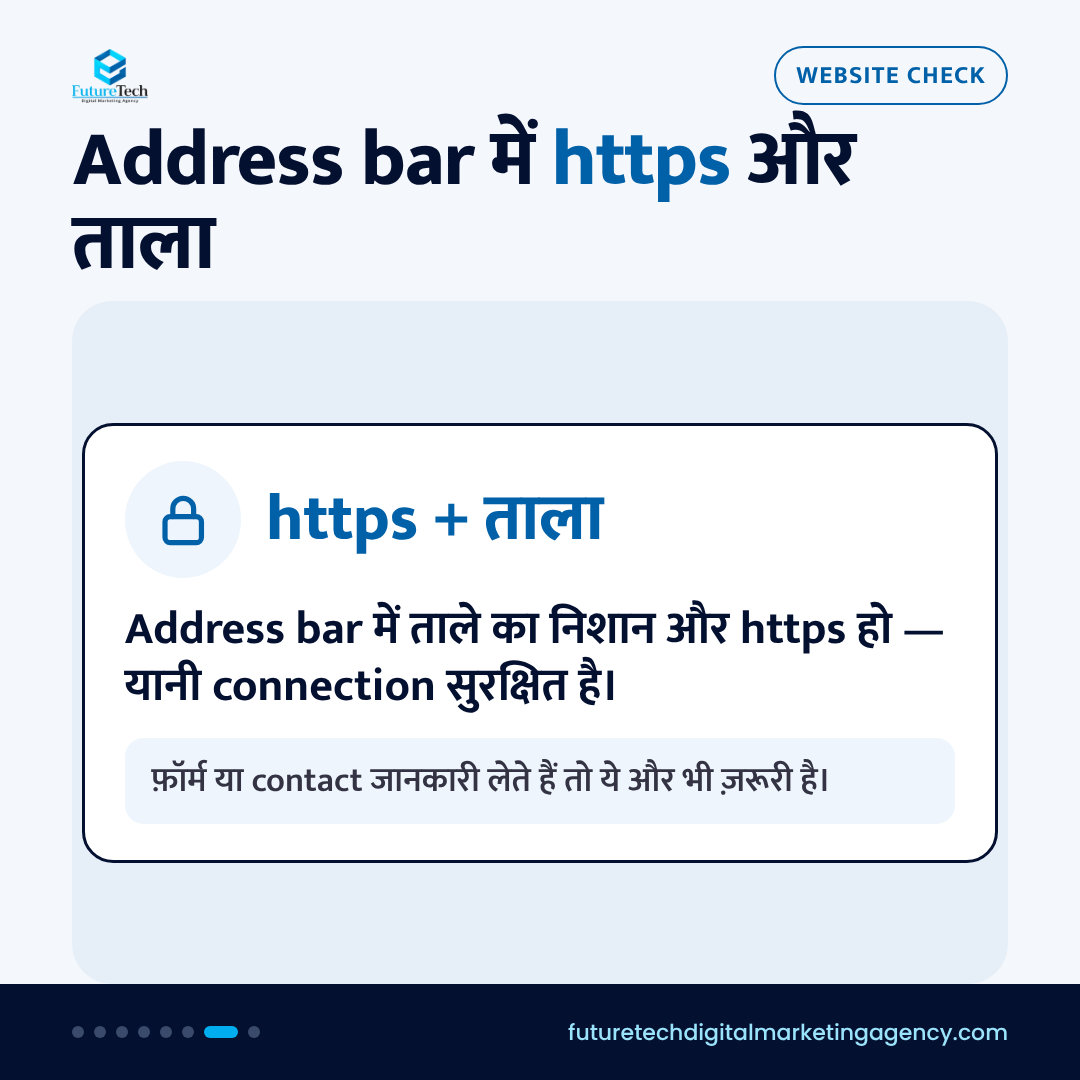 FutureTech
Digital Marketing Agency
WEBSITE CHECK
Address bar में https और
ताला
https + ताला
Address bar में ताले का निशान और https हो —
यानी connection सुरक्षित है।
फ़ॉर्म या contact जानकारी लेते हैं तो ये और भी ज़रूरी है।
futuretechdigitalmarketingagency.com